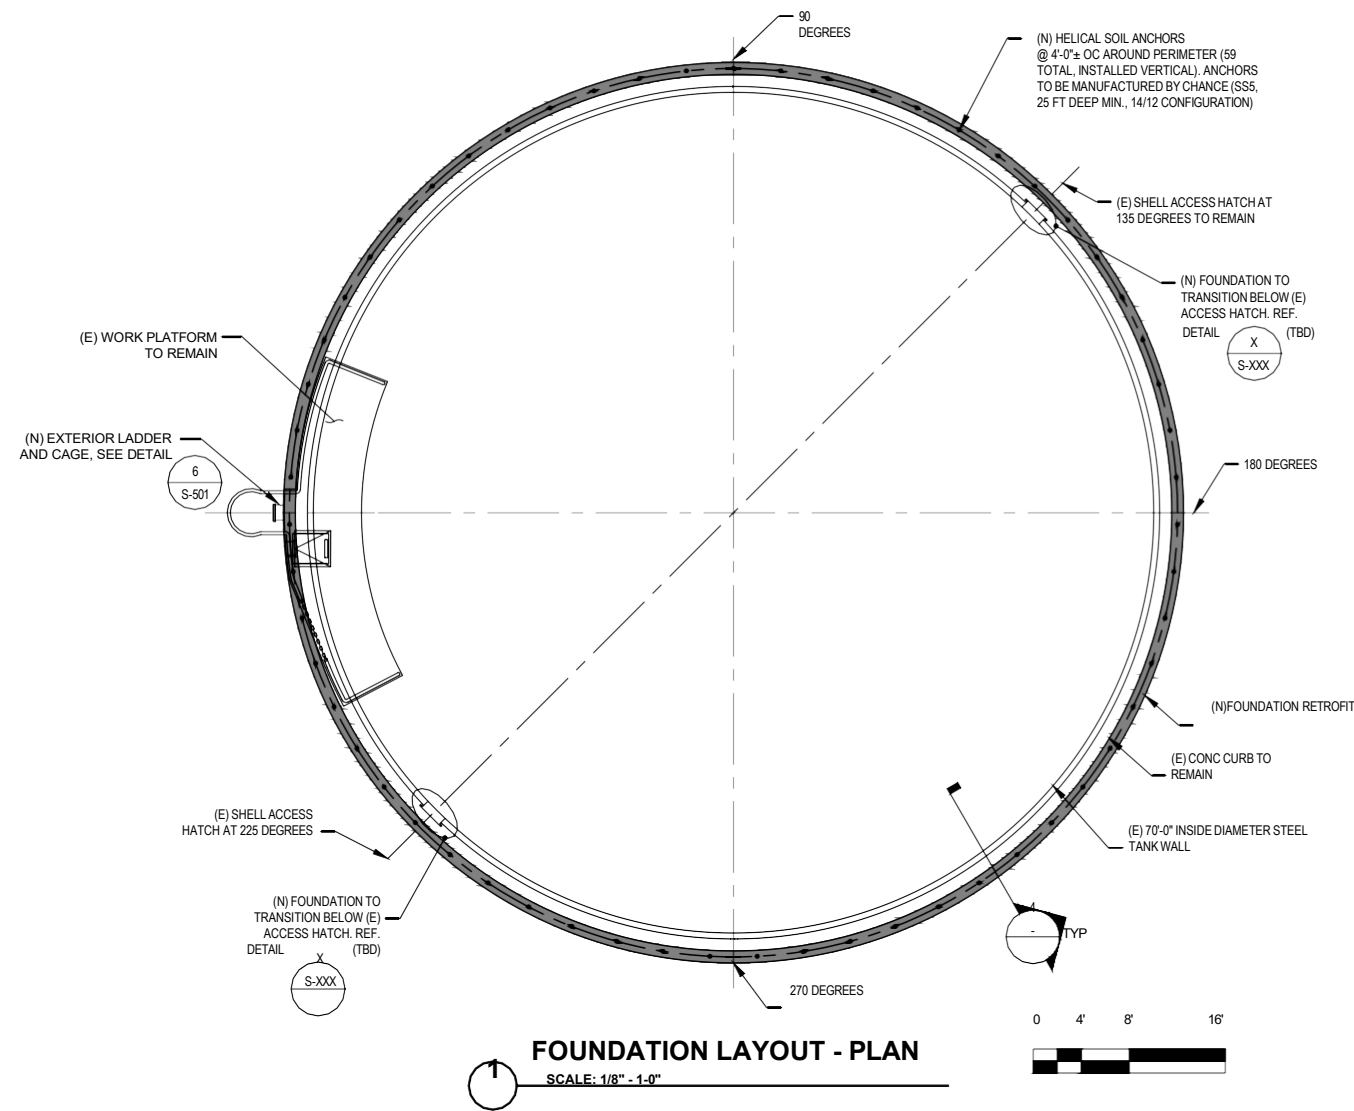 90
DEGREES
(N) HELICAL SOIL ANCHORS
@ 4'-0"± OC AROUND PERIMETER (59
TOTAL, INSTALLED VERTICAL). ANCHORS
TO BE MANUFACTURED BY CHANCE (SS5,
25 FT DEEP MIN., 14/12 CONFIGURATION)
(E) SHELL ACCESS HATCH AT
135 DEGREES TO REMAIN
(N) FOUNDATION TO
TRANSITION BELOW (E)
ACCESS HATCH. REF.
DETAIL (TBD)
X
S-XXX
(E) WORK PLATFORM
TO REMAIN
(N) EXTERIOR LADDER
AND CAGE, SEE DETAIL
6
S-501
180 DEGREES
(N)FOUNDATION RETROFIT
(E) CONC CURB TO
REMAIN
(E) 70'-0" INSIDE DIAMETER STEEL
TANK WALL
(E) SHELL ACCESS
HATCH AT 225 DEGREES
(N) FOUNDATION TO
TRANSITION BELOW (E)
ACCESS HATCH. REF.
DETAIL (TBD)
X
S-XXX
4
-
TYP
270 DEGREES
0 4' 8' 16'
1
FOUNDATION LAYOUT - PLAN
SCALE: 1/8" - 1-0"